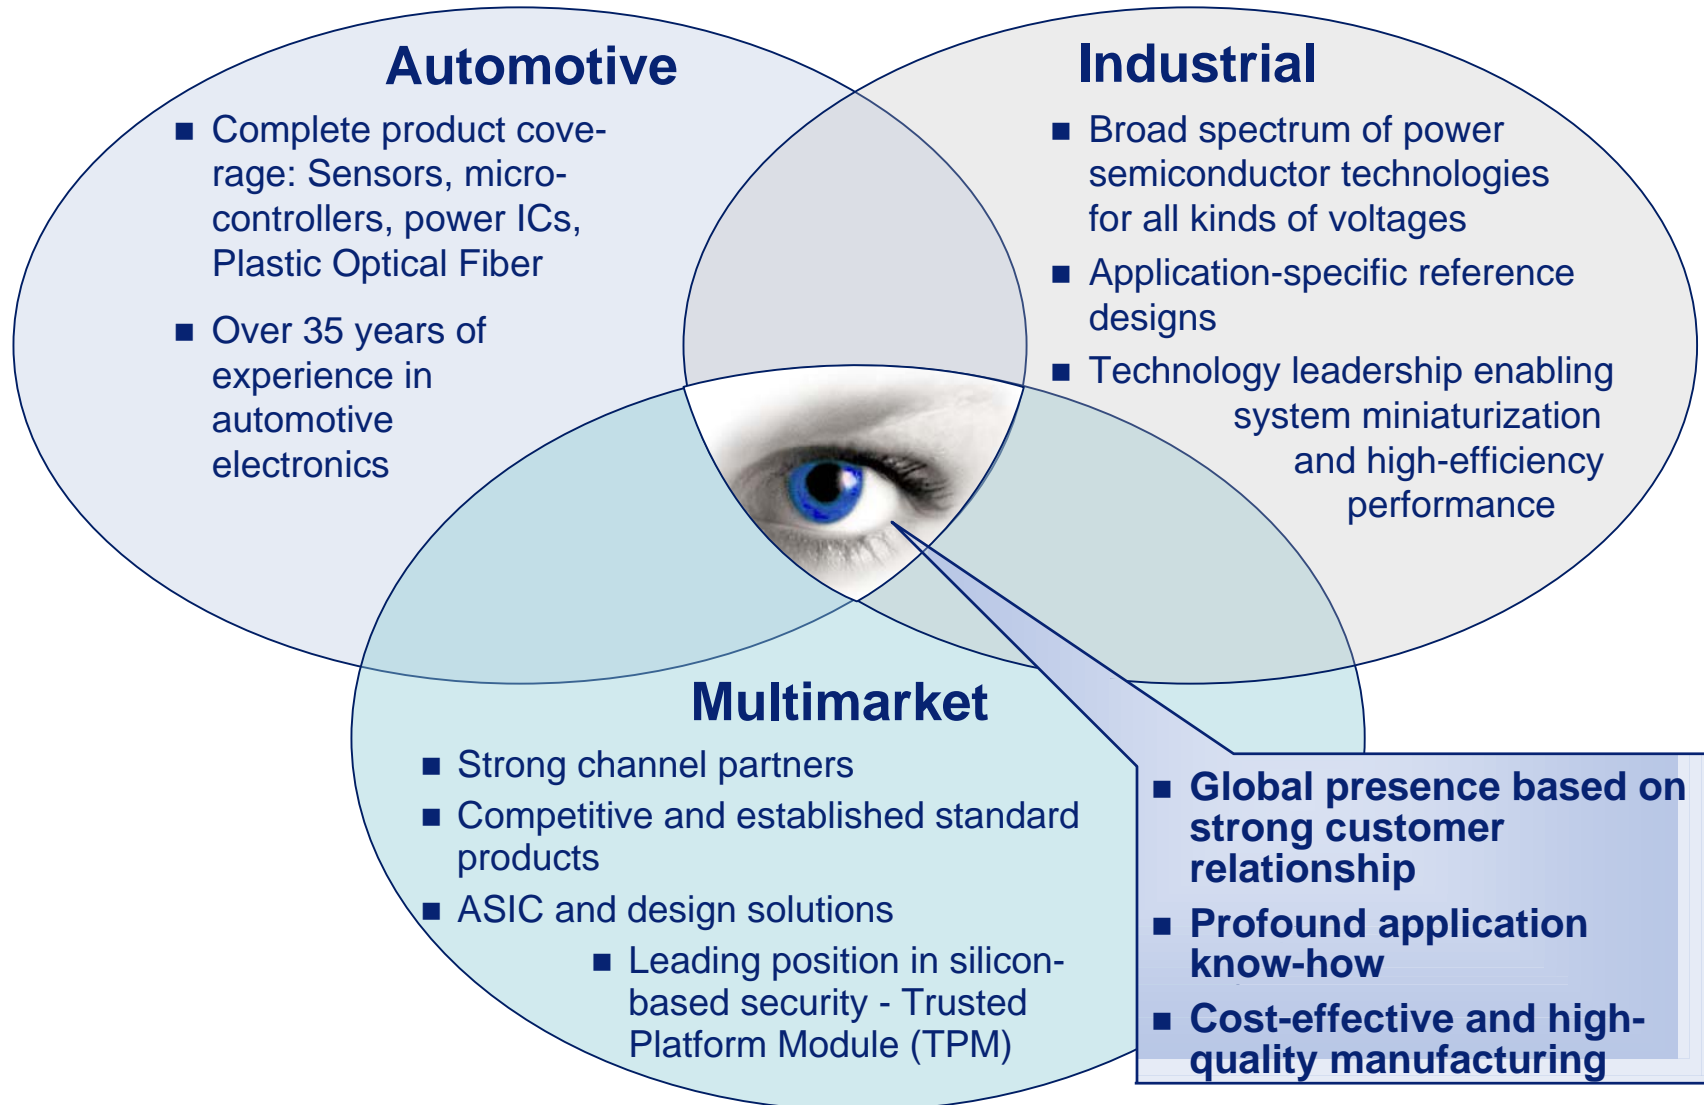 Automotive
■ Complete product cove-
rage: Sensors, micro-
controllers, power ICs,
Plastic Optical Fiber
■ Over 35 years of
experience in
automotive
electronics
Industrial
■ Broad spectrum of power
semiconductor technologies
for all kinds of voltages
■ Application-specific reference
designs
■ Technology leadership enabling
system miniaturization
and high-efficiency
performance
Multimarket
■ Strong channel partners
■ Competitive and established standard
products
■ ASIC and design solutions
■ Leading position in silicon-
based security - Trusted
Platform Module (TPM)
■ Global presence based on
strong customer
relationship
■ Profound application
know-how
■ Cost-effective and high-
quality manufacturing